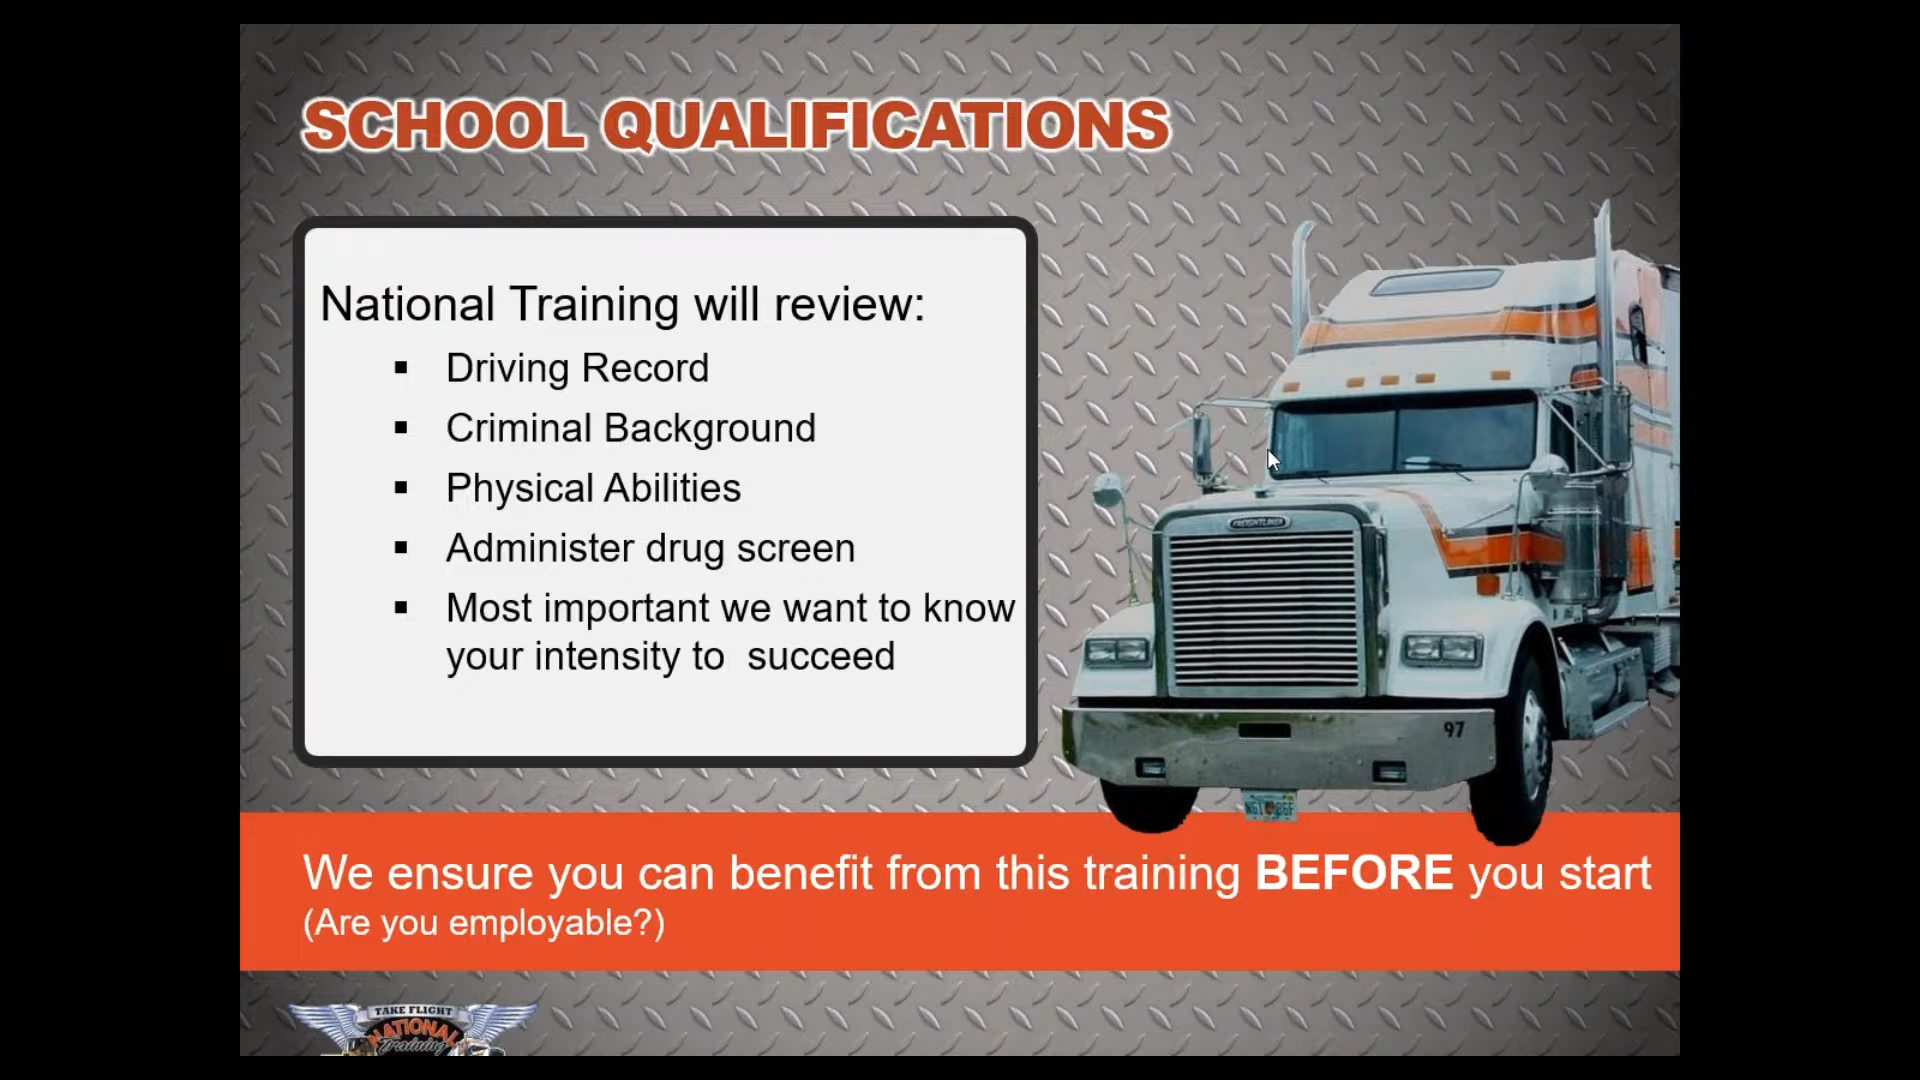 SCHOOL QUALIFICATIONS
National Training will review:
▪ Driving Record
▪ Criminal Background
▪ Physical Abilities
▪ Administer drug screen
▪ Most important we want to know
your intensity to succeed
FREIGHTLINER
97
We ensure you can benefit from this training BEFORE you start
(Are you employable?)
TAKE FLIGHT
NATIONAL
Training